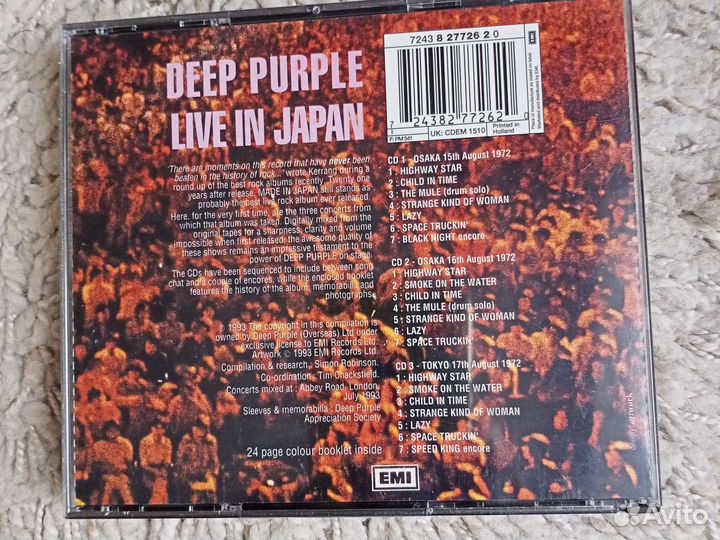 DEEP PURPLE
LIVE IN JAPAN
"There are moments on this record that have never been
beaten in the history of rock..." wrote Kerrang during a
round up of the best rock albums recently. Twenty one
years after release, MADE IN JAPAN still stands as
probably the best live rock album ever released.
Here, for the very first time, are the three concerts from
which that album was taken. Digitally mixed from the
original tapes for a sharpness, clarity and volume
impossible when first released; the awesome quality of
these shows remains an impressive testament to the
power of DEEP PURPLE on stage.
The CDs have been sequenced to include between song
chat and a couple of encores, while the enclosed booklet
features the history of the album, memorabilia and
photographs.
℗ 1993 The copyright in this compilation is
owned by Deep Purple (Overseas) Ltd under
exclusive license to EMI Records Ltd.
Artwork © 1993 EMI Records Ltd.
Compilation & research : Simon Robinson.
Co-ordination : Tim Chacksfield.
Concerts mixed at : Abbey Road, London,
July 1993
Sleeves & memorabilia : Deep Purple
Appreciation Society
24 page colour booklet inside
7243 8 27726 2 0
7 24382 77262 0
E
F: PM 541
UK: CDEM 1510
Printed in
Holland
EMI
Place of manufacture as stated on label
Marketed and distributed by EMI.
CD 1 - OSAKA 15th August 1972
1 : HIGHWAY STAR
2 : CHILD IN TIME
3 : THE MULE (drum solo)
4 : STRANGE KIND OF WOMAN
5 : LAZY
6 : SPACE TRUCKIN'
7 : BLACK NIGHT encore
CD 2 - OSAKA 16th August 1972
1 : HIGHWAY STAR
2 : SMOKE ON THE WATER
3 : CHILD IN TIME
4 : THE MULE (drum solo)
5 : STRANGE KIND OF WOMAN
6 : LAZY
7 : SPACE TRUCKIN'
CD 3 - TOKYO 17th August 1972
1 : HIGHWAY STAR
2 : SMOKE ON THE WATER
3 : CHILD IN TIME
4 : STRANGE KIND OF WOMAN
5 : LAZY
6 : SPACE TRUCKIN'
7 : SPEED KING encore
EMI
Avito